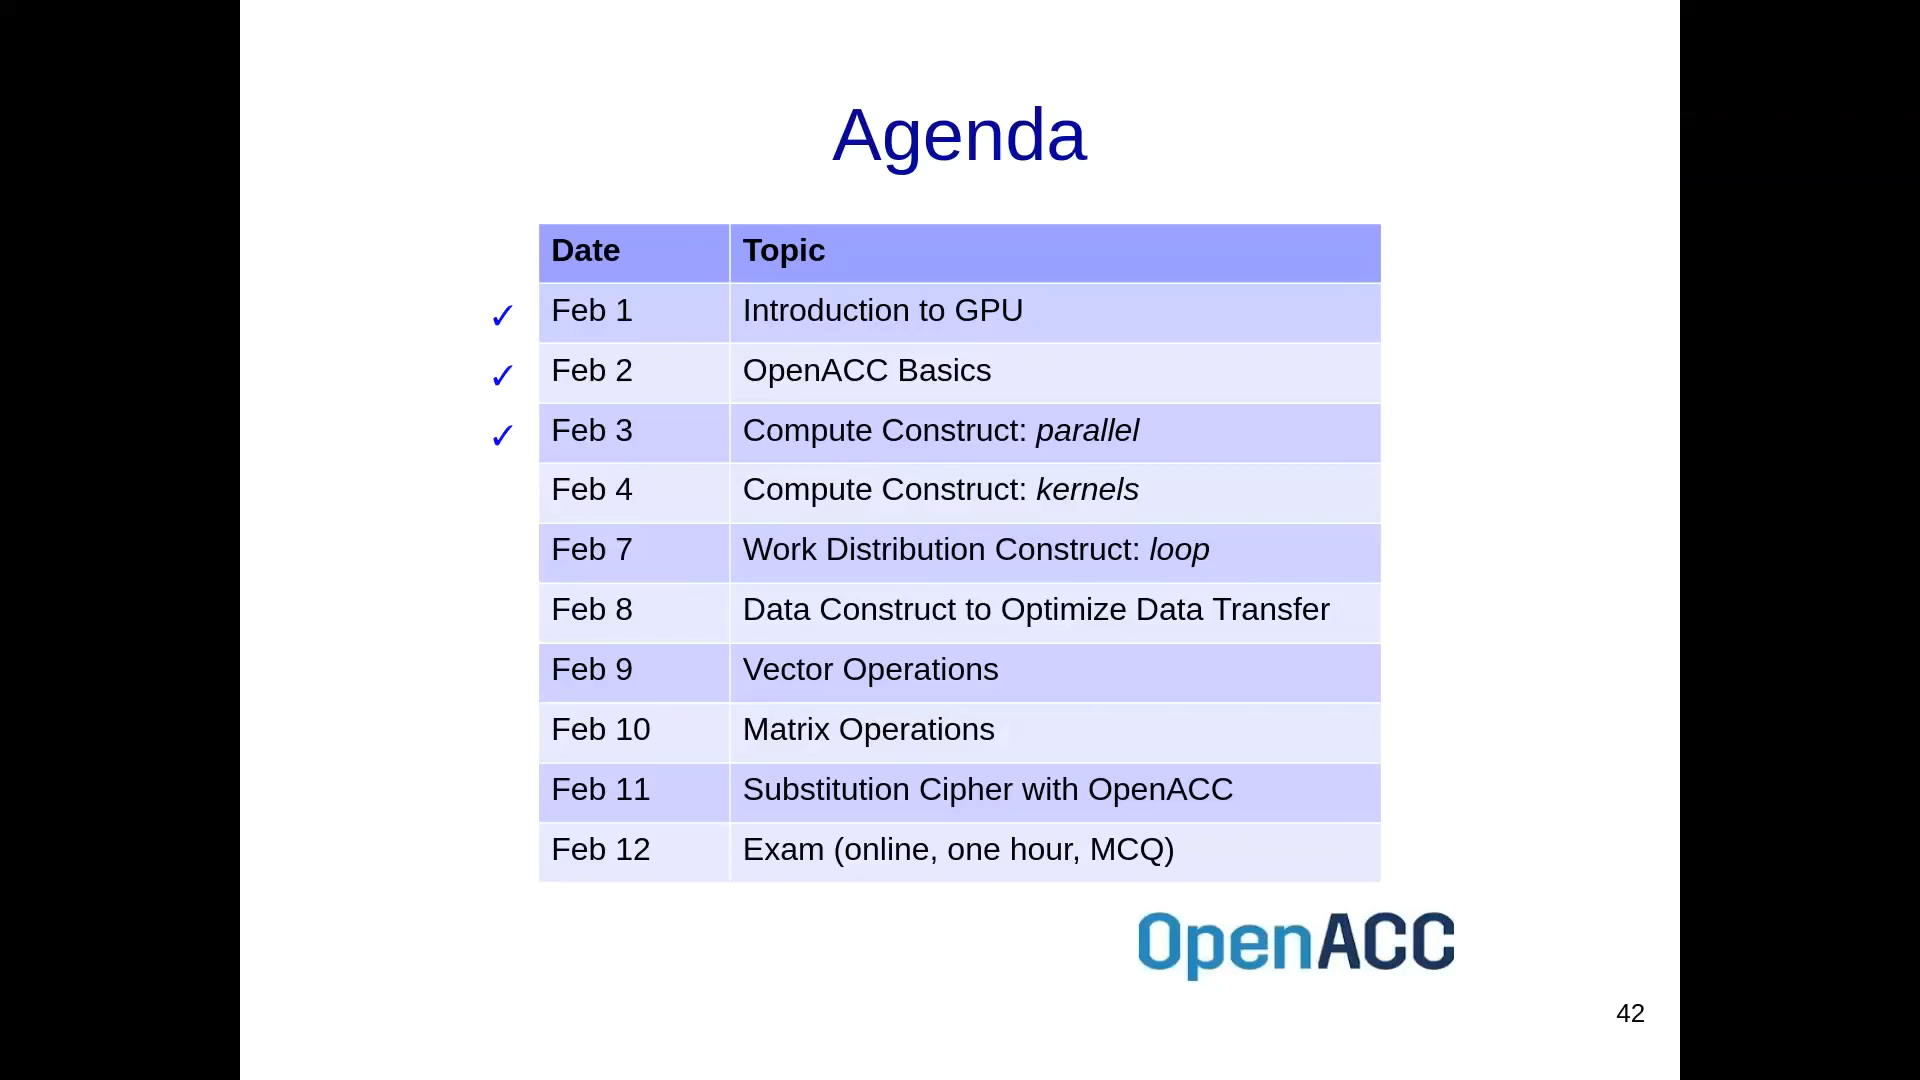 Agenda
Date Topic
✓ Feb 1 Introduction to GPU
✓ Feb 2 OpenACC Basics
✓ Feb 3 Compute Construct: parallel
Feb 4 Compute Construct: kernels
Feb 7 Work Distribution Construct: loop
Feb 8 Data Construct to Optimize Data Transfer
Feb 9 Vector Operations
Feb 10 Matrix Operations
Feb 11 Substitution Cipher with OpenACC
Feb 12 Exam (online, one hour, MCQ)
OpenACC
42